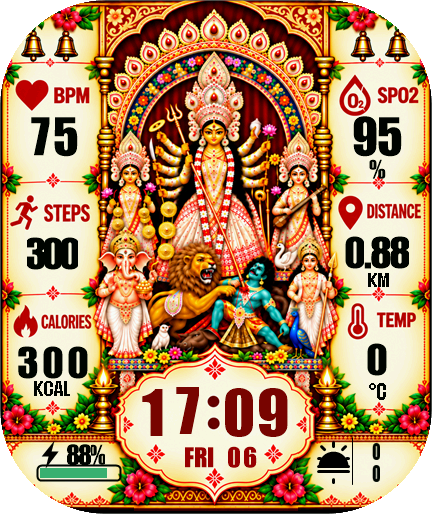 BPM
75
STEPS
300
CALORIES
300
KCAL
O2
SPO2
95
%
DISTANCE
0.88
KM
TEMP
0
°C
17:09
FRI 06
88%
0
0